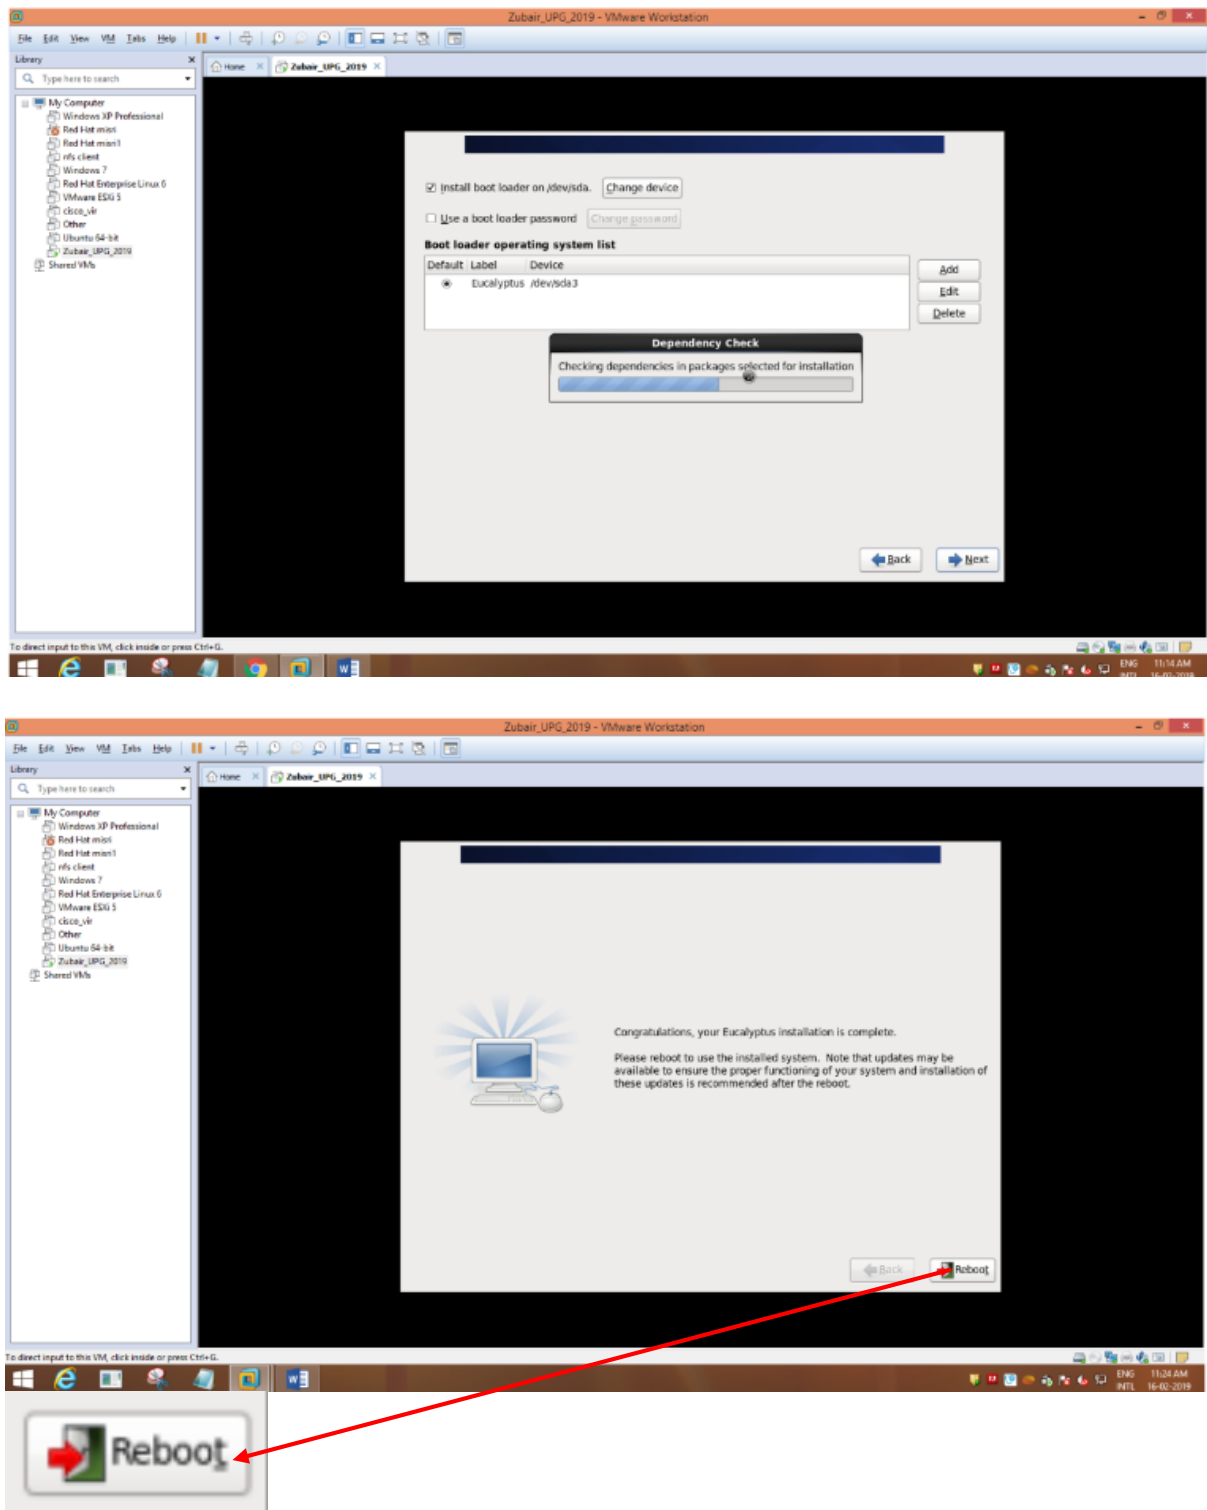 Zubair_UPG_2019 - VMware Workstation
File Edit View VM Tabs Help
Library
Home Zubair_UPG_2019
Type here to search
My Computer
Windows XP Professional
Red Hat misri
Red Hat misri1
nfs client
Windows 7
Red Hat Enterprise Linux 6
VMware ESXi 5
cisco_vir
Other
Ubuntu 64-bit
Zubair_UPG_2019
Shared VMs
Install boot loader on /dev/sda. Change device
Use a boot loader password Change password
Boot loader operating system list
Default Label Device
Eucalyptus /dev/sda3
Add
Edit
Delete
Dependency Check
Checking dependencies in packages selected for installation
Back Next
To direct input to this VM, click inside or press Ctrl+G.
ENG 11:14 AM
INTL 16-02-2019
Zubair_UPG_2019 - VMware Workstation
File Edit View VM Tabs Help
Library
Home Zubair_UPG_2019
Type here to search
My Computer
Windows XP Professional
Red Hat misri
Red Hat misri1
nfs client
Windows 7
Red Hat Enterprise Linux 6
VMware ESXi 5
cisco_vir
Other
Ubuntu 64-bit
Zubair_UPG_2019
Shared VMs
Congratulations, your Eucalyptus installation is complete.
Please reboot to use the installed system. Note that updates may be
available to ensure the proper functioning of your system and installation of
these updates is recommended after the reboot.
Back Reboot
To direct input to this VM, click inside or press Ctrl+G.
ENG 11:24 AM
INTL 16-02-2019
Reboot